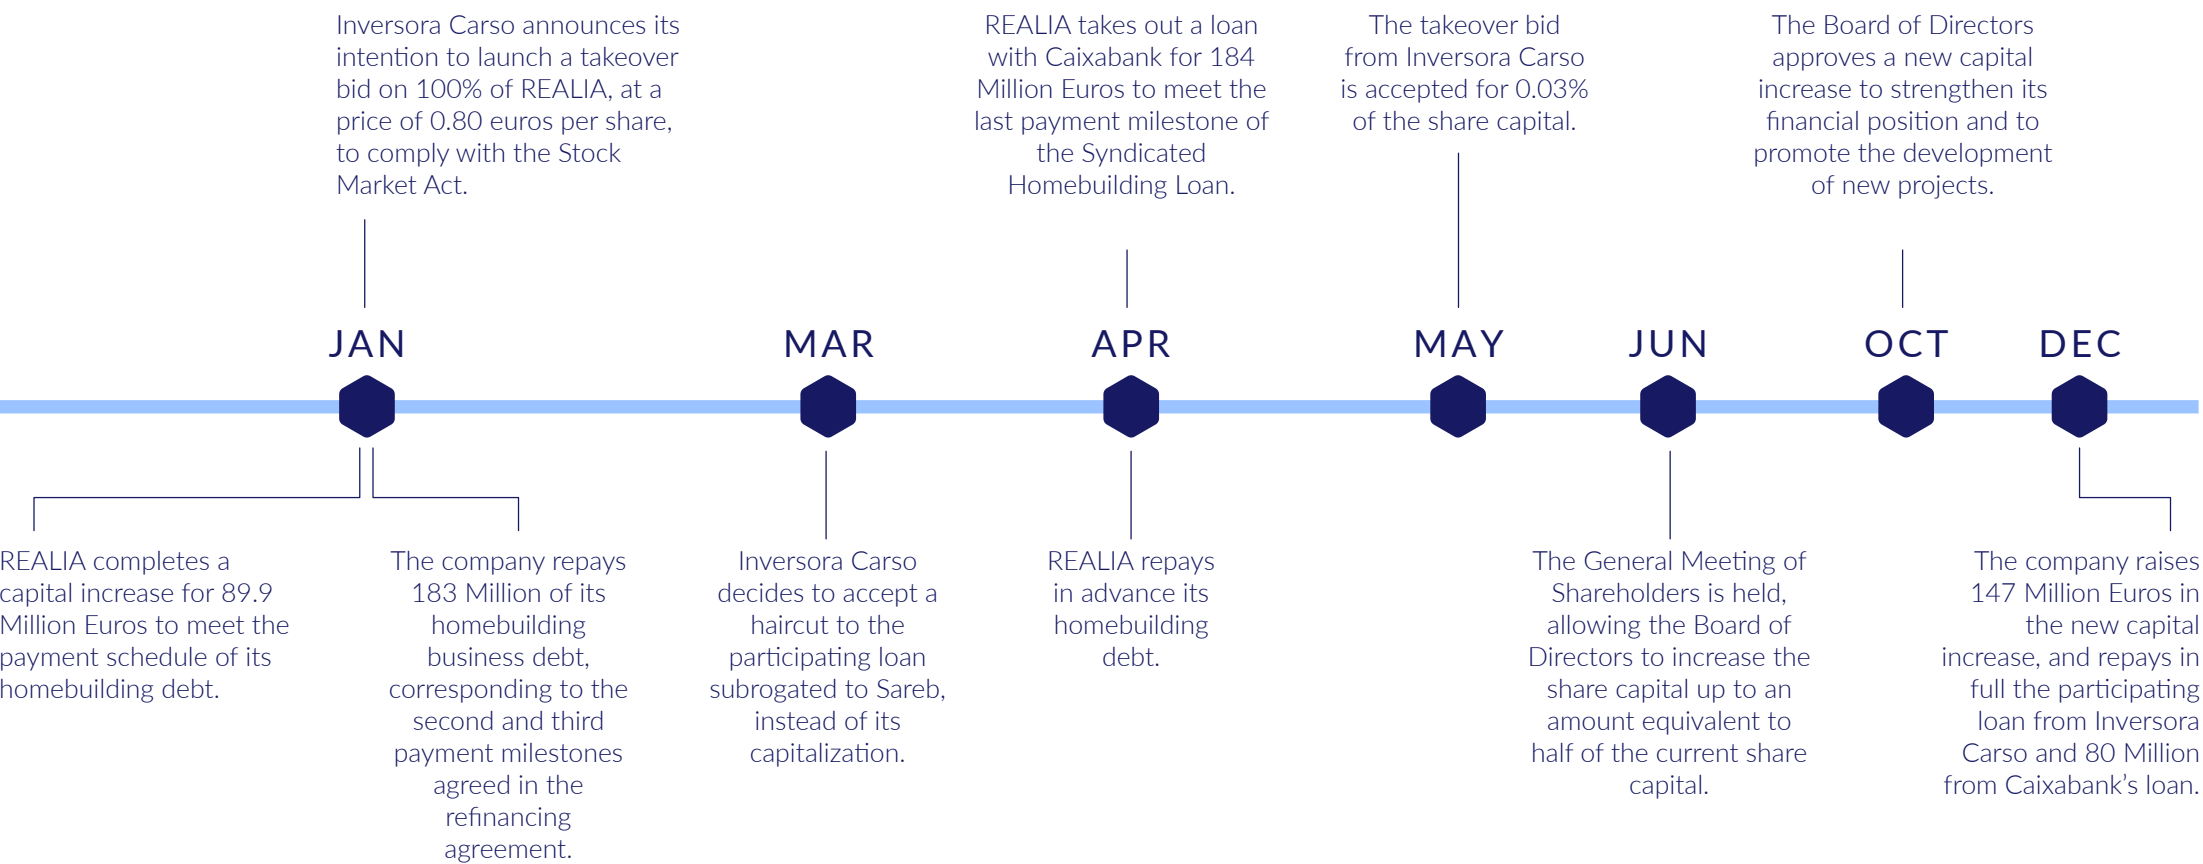 Inversora Carso announces its
intention to launch a takeover
bid on 100% of REALIA, at a
price of 0.80 euros per share,
to comply with the Stock
Market Act.
REALIA takes out a loan
with Caixabank for 184
Million Euros to meet the
last payment milestone of
the Syndicated
Homebuilding Loan.
The takeover bid
from Inversora Carso
is accepted for 0.03%
of the share capital.
The Board of Directors
approves a new capital
increase to strengthen its
financial position and to
promote the development
of new projects.
JAN
MAR
APR
MAY
JUN
OCT
DEC
REALIA completes a
capital increase for 89.9
Million Euros to meet the
payment schedule of its
homebuilding debt.
The company repays
183 Million of its
homebuilding
business debt,
corresponding to the
second and third
payment milestones
agreed in the
refinancing
agreement.
Inversora Carso
decides to accept a
haircut to the
participating loan
subrogated to Sareb,
instead of its
capitalization.
REALIA repays
in advance its
homebuilding
debt.
The General Meeting of
Shareholders is held,
allowing the Board of
Directors to increase the
share capital up to an
amount equivalent to
half of the current share
capital.
The company raises
147 Million Euros in
the new capital
increase, and repays in
full the participating
loan from Inversora
Carso and 80 Million
from Caixabank’s loan.